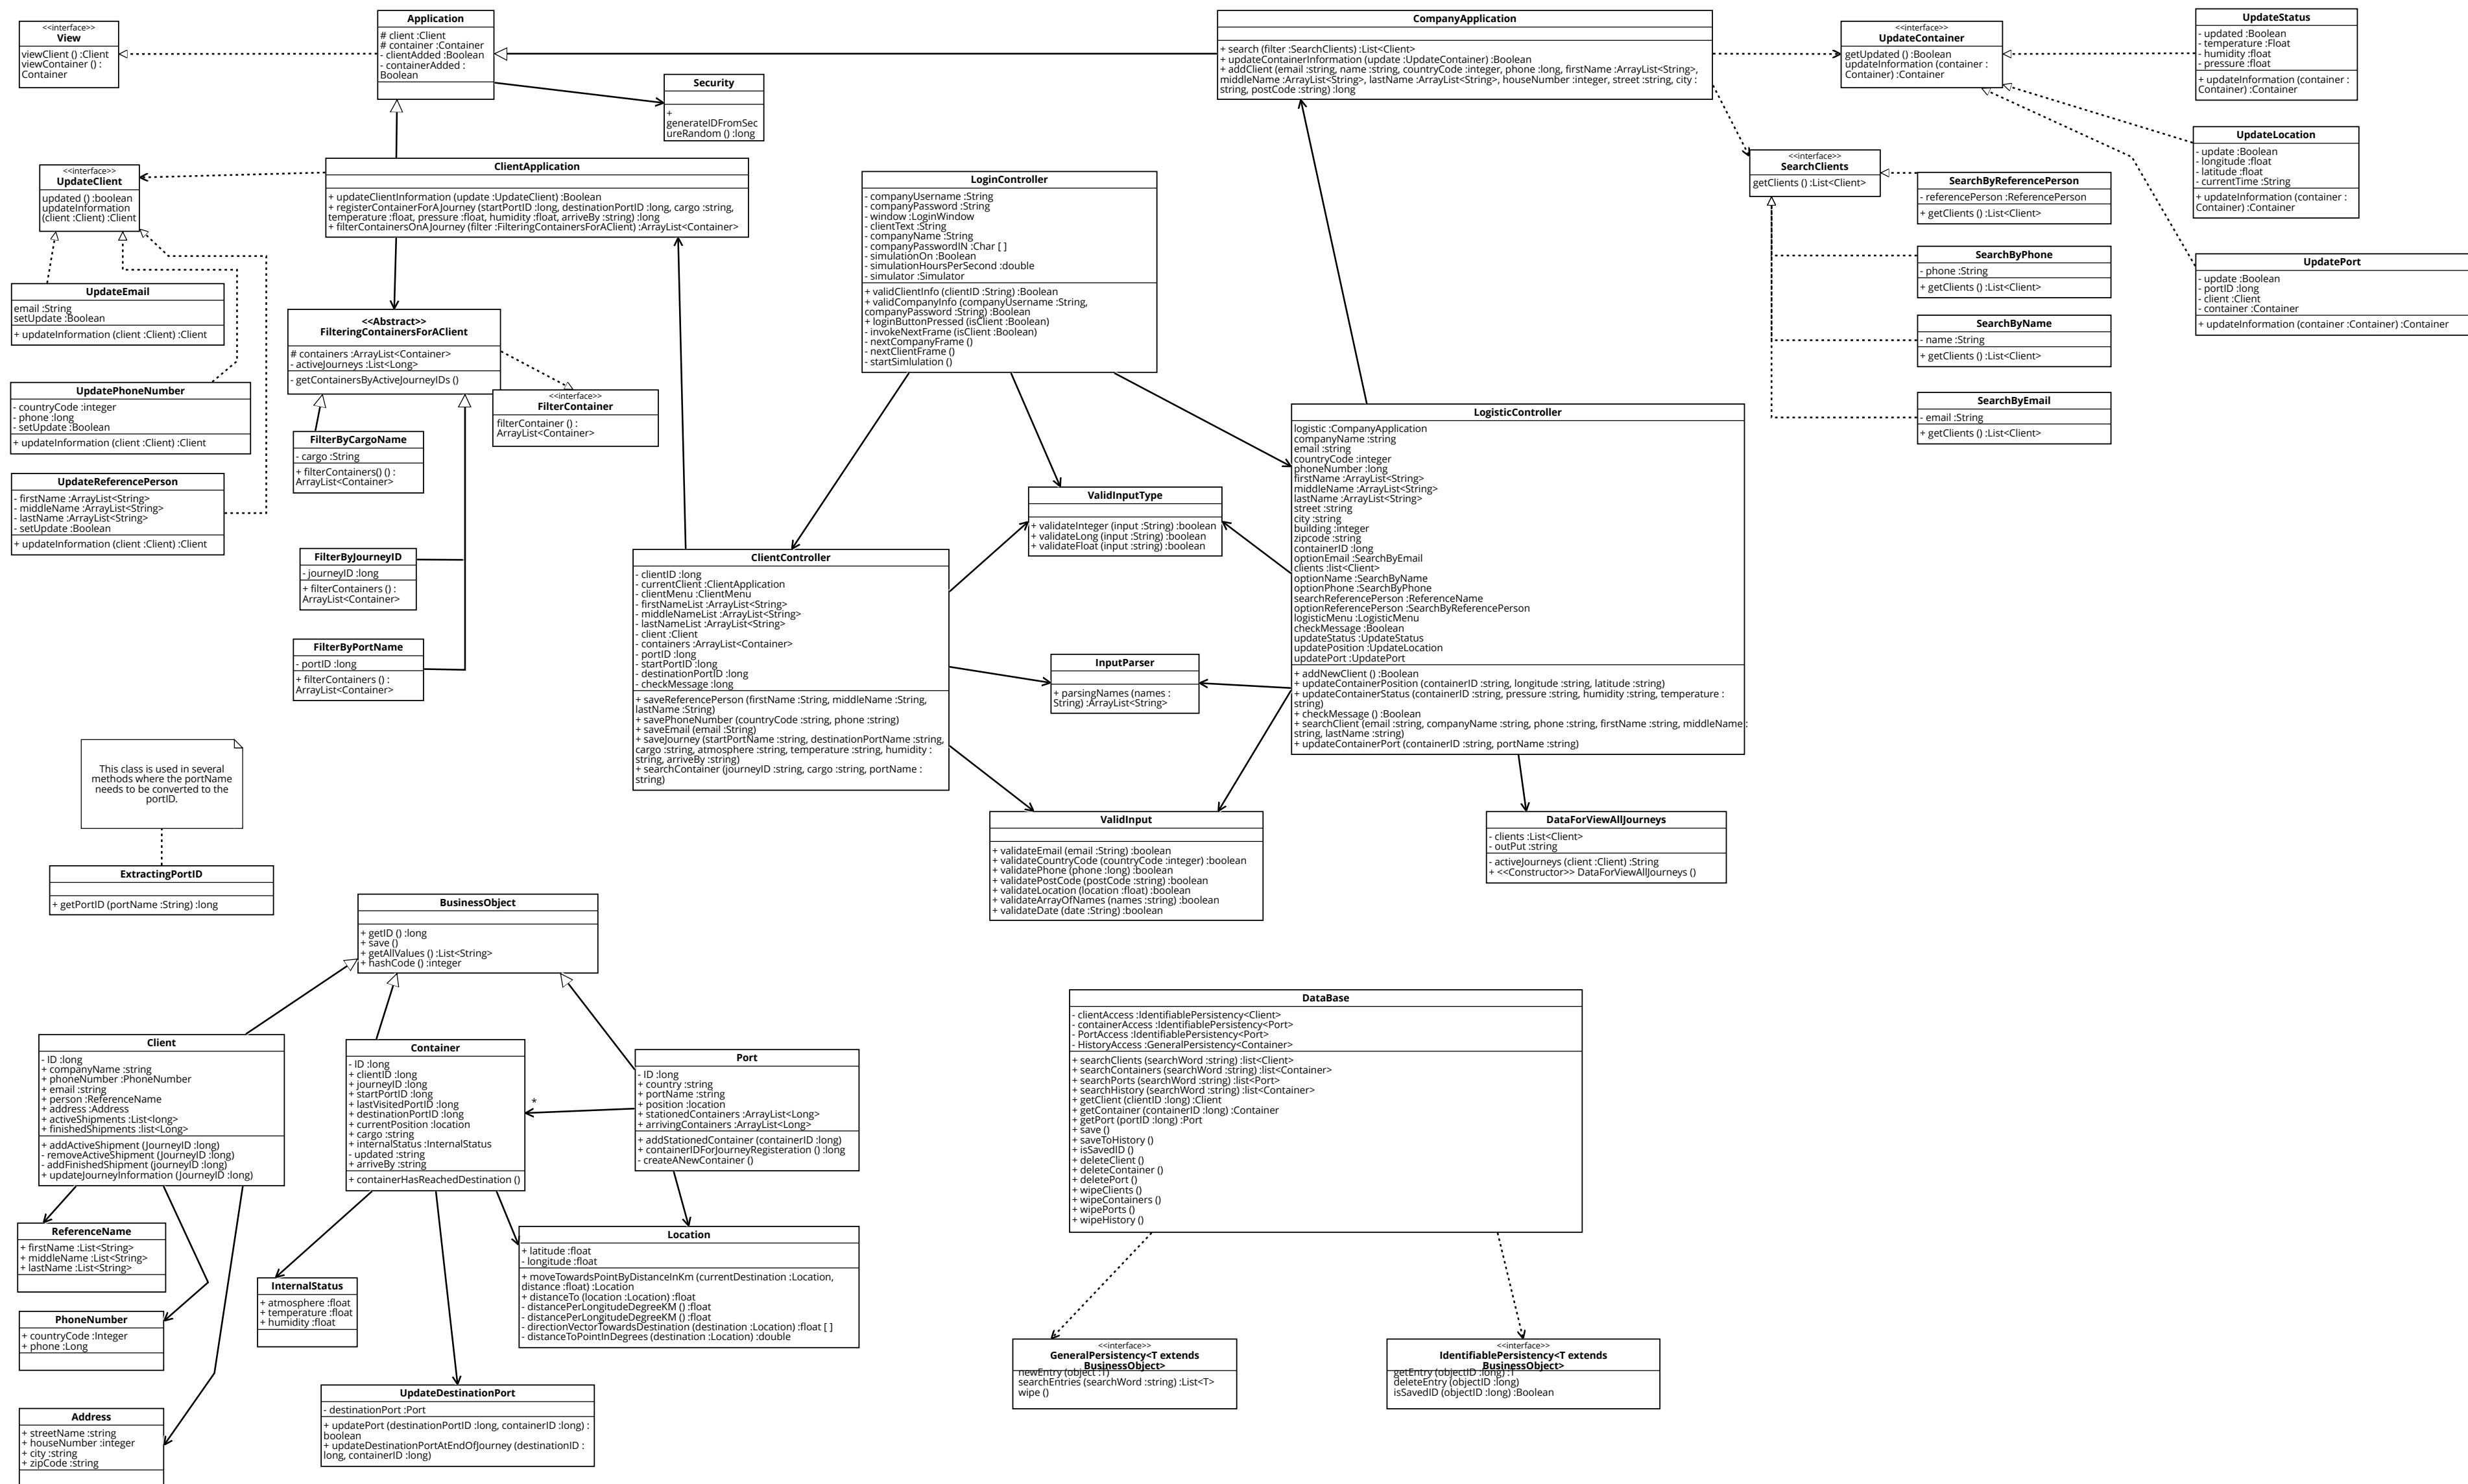 <<interface>>
View
viewClient () :Client
viewContainer () :
Container
Application
# client :Client
# container :Container
- clientAdded :Boolean
- containerAdded :
Boolean
Security
+
generateIDFromSec
ureRandom () :long
CompanyApplication
+ search (filter :SearchClients) :List<Client>
+ updateContainerInformation (update :UpdateContainer) :Boolean
+ addClient (email :string, name :string, countryCode :integer, phone :long, firstName :ArrayList<String>,
middleName :ArrayList<String>, lastName :ArrayList<String>, houseNumber :integer, street :string, city :
string, postCode :string) :long
<<interface>>
UpdateContainer
getUpdated () :Boolean
updateInformation (container :
Container) :Container
UpdateStatus
- updated :Boolean
- temperature :Float
- humidity :float
- pressure :float
+ updateInformation (container :
Container) :Container
UpdateLocation
- update :Boolean
- longitude :float
- latitude :float
- currentTime :String
+ updateInformation (container :
Container) :Container
UpdatePort
- update :Boolean
- portID :long
- client :Client
- container :Container
+ updateInformation (container :Container) :Container
<<interface>>
SearchClients
getClients () :List<Client>
SearchByReferencePerson
- referencePerson :ReferencePerson
+ getClients () :List<Client>
SearchByPhone
- phone :String
+ getClients () :List<Client>
SearchByName
- name :String
+ getClients () :List<Client>
SearchByEmail
- email :String
+ getClients () :List<Client>
<<interface>>
UpdateClient
updated () :boolean
updateInformation
(client :Client) :Client
ClientApplication
+ updateClientInformation (update :UpdateClient) :Boolean
+ registerContainerForAJourney (startPortID :long, destinationPortID :long, cargo :string,
temperature :float, pressure :float, humidity :float, arriveBy :string) :long
+ filterContainersOnAJourney (filter :FilteringContainersForAClient) :ArrayList<Container>
LoginController
- companyUsername :String
- companyPassword :String
- window :LoginWindow
- clientText :String
- companyName :String
- companyPasswordIN :Char [ ]
- simulationOn :Boolean
- simulationHoursPerSecond :double
- simulator :Simulator
+ validClientInfo (clientID :String) :Boolean
+ validCompanyInfo (companyUsername :String,
companyPassword :String) :Boolean
+ loginButtonPressed (isClient :Boolean)
- invokeNextFrame (isClient :Boolean)
- nextCompanyFrame ()
- nextClientFrame ()
- startSimlulation ()
UpdateEmail
email :String
setUpdate :Boolean
+ updateInformation (client :Client) :Client
UpdatePhoneNumber
- countryCode :integer
- phone :long
- setUpdate :Boolean
+ updateInformation (client :Client) :Client
UpdateReferencePerson
- firstName :ArrayList<String>
- middleName :ArrayList<String>
- lastName :ArrayList<String>
- setUpdate :Boolean
+ updateInformation (client :Client) :Client
<<Abstract>>
FilteringContainersForAClient
# containers :ArrayList<Container>
- activeJourneys :List<Long>
- getContainersByActiveJourneyIDs ()
<<interface>>
FilterContainer
filterContainer () :
ArrayList<Container>
FilterByCargoName
- cargo :String
+ filterContainers() () :
ArrayList<Container>
FilterByJourneyID
- journeyID :long
+ filterContainers () :
ArrayList<Container>
FilterByPortName
- portID :long
+ filterContainers () :
ArrayList<Container>
ValidInputType
+ validateInteger (input :String) :boolean
+ validateLong (input :String) :boolean
+ validateFloat (input :string) :boolean
ClientController
- clientID :long
- currentClient :ClientApplication
- clientMenu :ClientMenu
- firstNameList :ArrayList<String>
- middleNameList :ArrayList<String>
- lastNameList :ArrayList<String>
- client :Client
- containers :ArrayList<Container>
- portID :long
- startPortID :long
- destinationPortID :long
- checkMessage :long
+ saveReferencePerson (firstName :String, middleName :String,
lastName :String)
+ savePhoneNumber (countryCode :string, phone :string)
+ saveEmail (email :String)
+ saveJourney (startPortName :string, destinationPortName :string,
cargo :string, atmosphere :string, temperature :string, humidity :
string, arriveBy :string)
+ searchContainer (journeyID :string, cargo :string, portName :
string)
InputParser
+ parsingNames (names :
String) :ArrayList<String>
LogisticController
logistic :CompanyApplication
companyName :string
email :string
countryCode :integer
phoneNumber :long
firstName :ArrayList<String>
middleName :ArrayList<String>
lastName :ArrayList<String>
street :string
city :string
building :integer
zipcode :string
containerID :long
optionEmail :SearchByEmail
clients :list<Client>
optionName :SearchByName
optionPhone :SearchByPhone
searchReferencePerson :ReferenceName
optionReferencePerson :SearchByReferencePerson
logisticMenu :LogisticMenu
checkMessage :Boolean
updateStatus :UpdateStatus
updatePosition :UpdateLocation
updatePort :UpdatePort
+ addNewClient () :Boolean
+ updateContainerPosition (containerID :string, longitude :string, latitude :string)
+ updateContainerStatus (containerID :string, pressure :string, humidity :string, temperature :
string)
+ checkMessage () :Boolean
+ searchClient (email :string, companyName :string, phone :string, firstName :string, middleName :
string, lastName :string)
+ updateContainerPort (containerID :string, portName :string)
This class is used in several
methods where the portName
needs to be converted to the
portID.
ExtractingPortID
+ getPortID (portName :String) :long
ValidInput
+ validateEmail (email :String) :boolean
+ validateCountryCode (countryCode :integer) :boolean
+ validatePhone (phone :long) :boolean
+ validatePostCode (postCode :string) :boolean
+ validateLocation (location :float) :boolean
+ validateArrayOfNames (names :string) :boolean
+ validateDate (date :String) :boolean
DataForViewAllJourneys
- clients :List<Client>
- outPut :string
- activeJourneys (client :Client) :String
+ <<Constructor>> DataForViewAllJourneys ()
BusinessObject
+ getID () :long
+ save ()
+ getAllValues () :List<String>
+ hashCode () :integer
Client
- ID :long
+ companyName :string
+ phoneNumber :PhoneNumber
+ email :string
+ person :ReferenceName
+ address :Address
+ activeShipments :List<long>
+ finishedShipments :list<Long>
+ addActiveShipment (JourneyID :long)
- removeActiveShipment (JourneyID :long)
- addFinishedShipment (journeyID :long)
+ updateJourneyInformation (JourneyID :long)
Container
- ID :long
+ clientID :long
+ journeyID :long
+ startPortID :long
+ lastVisitedPortID :long
+ destinationPortID :long
+ currentPosition :location
+ cargo :string
+ internalStatus :InternalStatus
- updated :string
+ arriveBy :string
+ containerHasReachedDestination ()
*
Port
- ID :long
+ country :string
+ portName :string
+ position :location
+ stationedContainers :ArrayList<Long>
+ arrivingContainers :ArrayList<Long>
+ addStationedContainer (containerID :long)
+ containerIDForJourneyRegisteration () :long
- createANewContainer ()
DataBase
- clientAccess :IdentifiablePersistency<Client>
- containerAccess :IdentifiablePersistency<Port>
- PortAccess :IdentifiablePersistency<Port>
- HistoryAccess :GeneralPersistency<Container>
+ searchClients (searchWord :string) :list<Client>
+ searchContainers (searchWord :string) :list<Container>
+ searchPorts (searchWord :string) :list<Port>
+ searchHistory (searchWord :string) :list<Container>
+ getClient (clientID :long) :Client
+ getContainer (containerID :long) :Container
+ getPort (portID :long) :Port
+ save ()
+ saveToHistory ()
+ isSavedID ()
+ deleteClient ()
+ deleteContainer ()
+ deletePort ()
+ wipeClients ()
+ wipeContainers ()
+ wipePorts ()
+ wipeHistory ()
ReferenceName
+ firstName :List<String>
+ middleName :List<String>
+ lastName :List<String>
PhoneNumber
+ countryCode :Integer
+ phone :Long
Address
+ streetName :string
+ houseNumber :integer
+ city :string
+ zipCode :string
InternalStatus
+ atmosphere :float
+ temperature :float
+ humidity :float
Location
+ latitude :float
- longitude :float
+ moveTowardsPointByDistanceInKm (currentDestination :Location,
distance :float) :Location
+ distanceTo (location :Location) :float
- distancePerLongitudeDegreeKM () :float
- distancePerLongitudeDegreeKM () :float
- directionVectorTowardsDestination (destination :Location) :float [ ]
- distanceToPointInDegrees (destination :Location) :double
UpdateDestinationPort
- destinationPort :Port
+ updatePort (destinationPortID :long, containerID :long) :
boolean
+ updateDestinationPortAtEndOfJourney (destinationID :
long, containerID :long)
<<interface>>
GeneralPersistency<T extends
BusinessObject>
newEntry (object :T)
searchEntries (searchWord :string) :List<T>
wipe ()
<<interface>>
IdentifiablePersistency<T extends
BusinessObject>
getEntry (objectID :long) :T
deleteEntry (objectID :long)
isSavedID (objectID :long) :Boolean